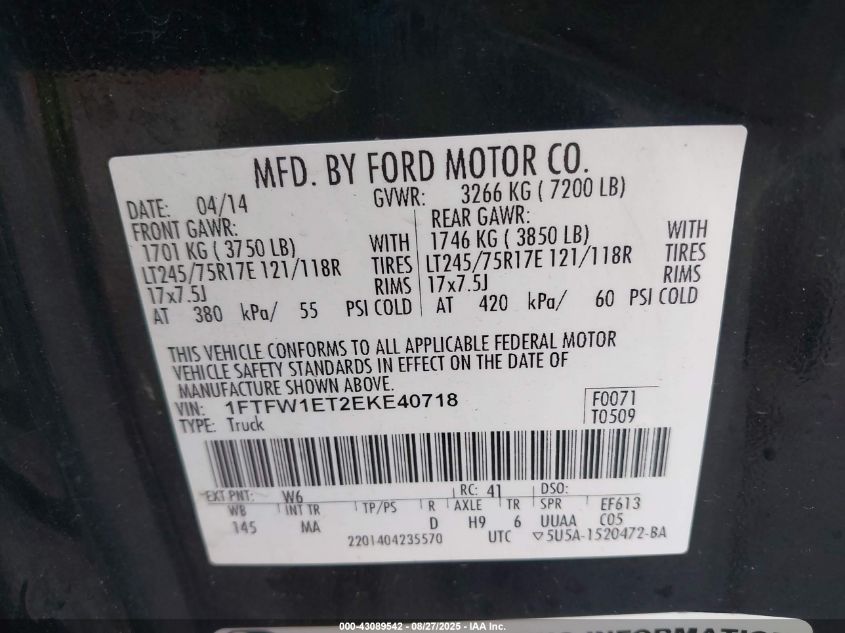 MFD. BY FORD MOTOR CO.
DATE: 04/14 GVWR: 3266 KG ( 7200 LB)
FRONT GAWR: REAR GAWR:
1701 KG ( 3750 LB) WITH 1746 KG ( 3850 LB) WITH
LT245/75R17E 121/118R TIRES LT245/75R17E 121/118R TIRES
17x7.5J RIMS 17x7.5J RIMS
AT 380 kPa/ 55 PSI COLD AT 420 kPa/ 60 PSI COLD
THIS VEHICLE CONFORMS TO ALL APPLICABLE FEDERAL MOTOR
VEHICLE SAFETY STANDARDS IN EFFECT ON THE DATE OF
MANUFACTURE SHOWN ABOVE.
VIN: 1FTFW1ET2EKE40718 F0071
TYPE: Truck T0509
EXT PNT: W6 RC: 41 DSO:
WB INT TR TP/PS R AXLE TR SPR EF613
145 MA D H9 6 UUAA C05
2201404235570 UTC ▽5U5A-1520472-BA
000-43089542 - 08/27/2025 - IAA Inc.
INFORMATION